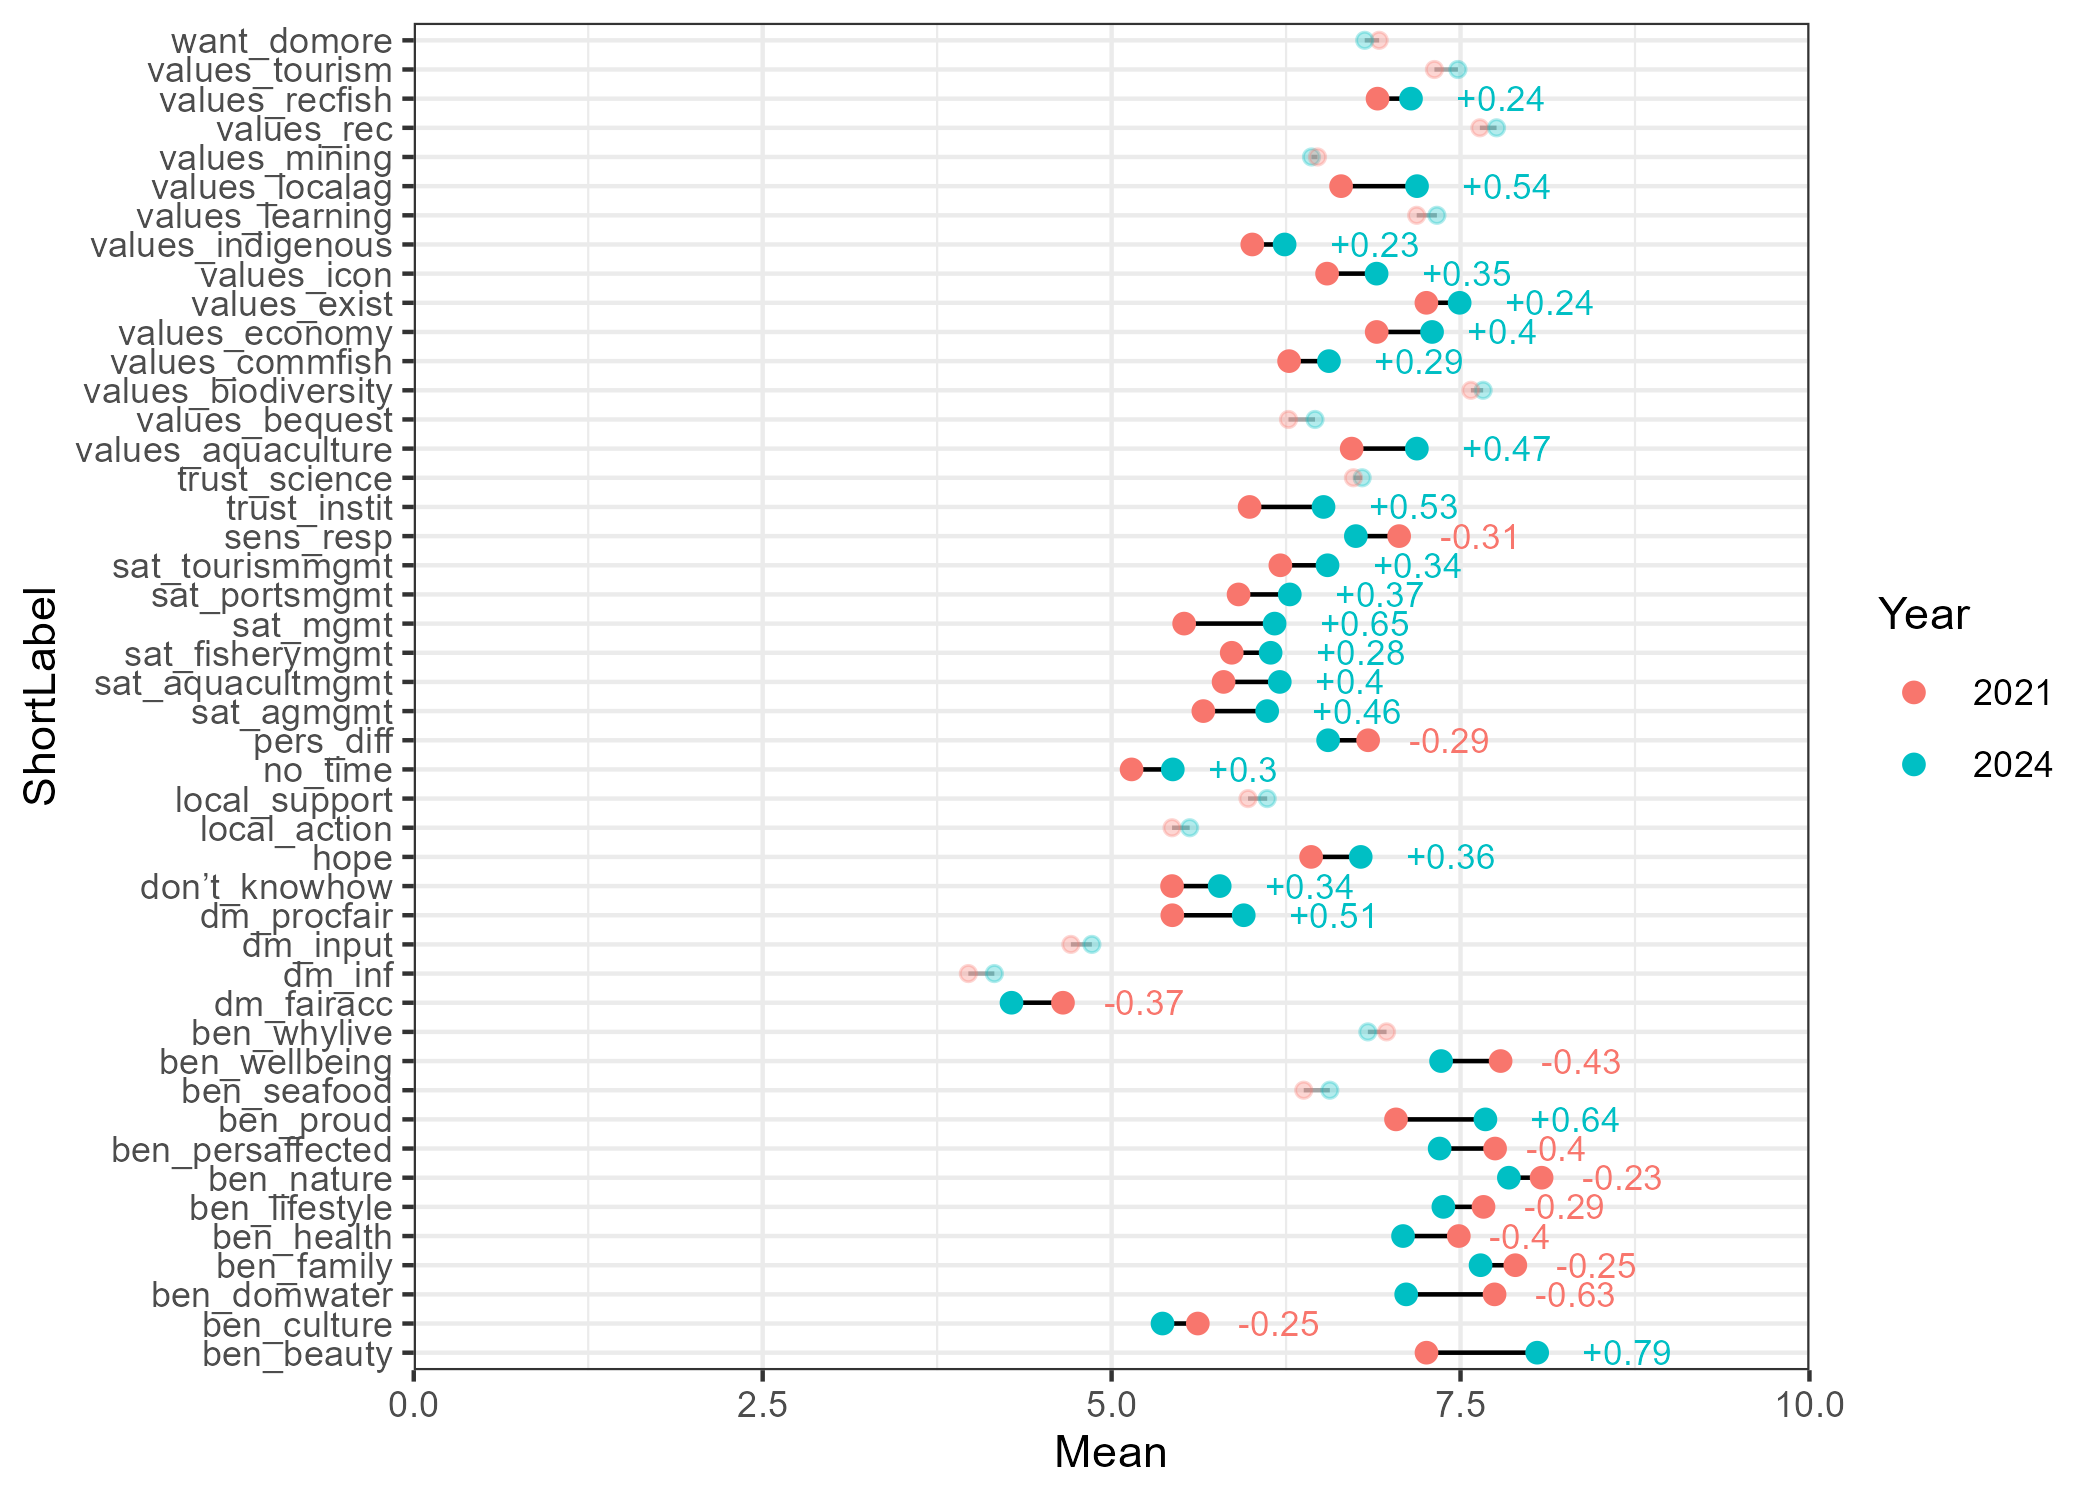 want_domore
values_tourism
values_recfish +0.24
values_rec
values_mining
values_localag +0.54
values_learning
values_indigenous +0.23
values_icon +0.35
values_exist +0.24
values_economy +0.4
values_commfish +0.29
values_biodiversity
values_bequest
values_aquaculture +0.47
trust_science
trust_instit +0.53
sens_resp -0.31
sat_tourismmgmt +0.34
sat_portsmgmt +0.37
sat_mgmt +0.65
sat_fisherymgmt +0.28
sat_aquacultmgmt +0.4
sat_agmgmt +0.46
pers_diff -0.29
no_time +0.3
local_support
local_action
hope +0.36
don’t_knowhow +0.34
dm_procfair +0.51
dm_input
dm_inf
dm_fairacc -0.37
ben_whylive
ben_wellbeing -0.43
ben_seafood
ben_proud +0.64
ben_persaffected -0.4
ben_nature -0.23
ben_lifestyle -0.29
ben_health -0.4
ben_family -0.25
ben_domwater -0.63
ben_culture -0.25
ben_beauty +0.79
0.0 2.5 5.0 7.5 10.0
Mean
ShortLabel
Year
2021
2024